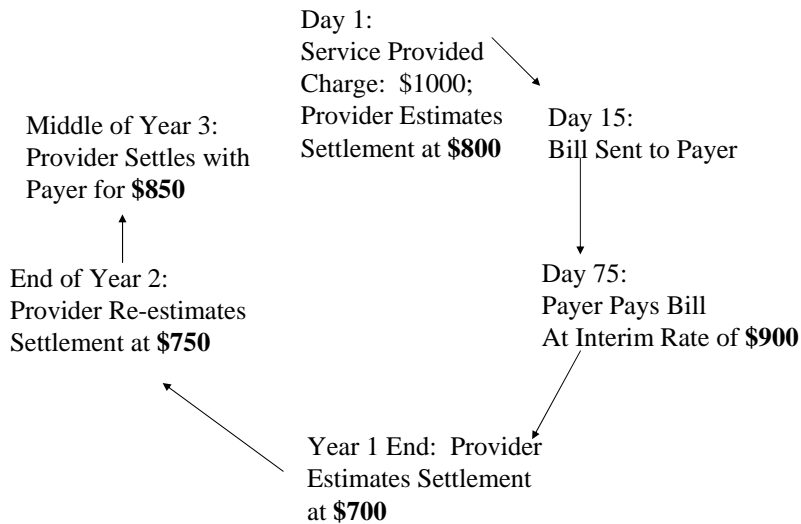 Day 1:
Service Provided
Charge:  $1000;
Provider Estimates
Settlement at $800
Day 15:
Bill Sent to Payer
Day 75:
Payer Pays Bill
At Interim Rate of $900
Year 1 End:  Provider
Estimates Settlement
at $700
End of Year 2:
Provider Re-estimates
Settlement at $750
Middle of Year 3:
Provider Settles with
Payer for $850